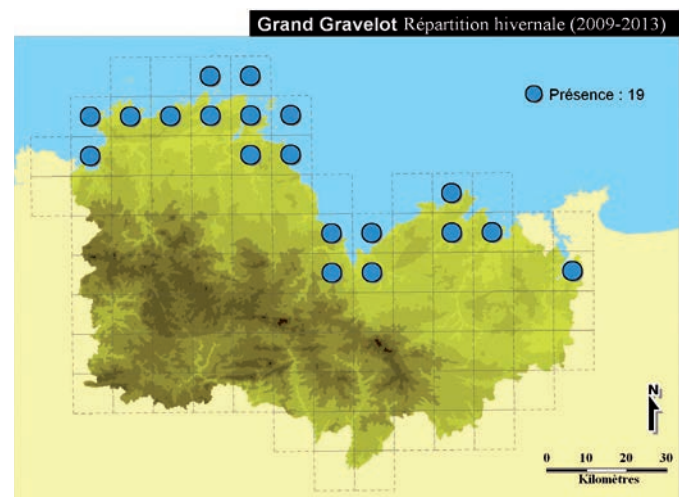 Grand Gravelot Répartition hivernale (2009-2013)
Présence : 19
N
0 10 20 30
Kilomètres